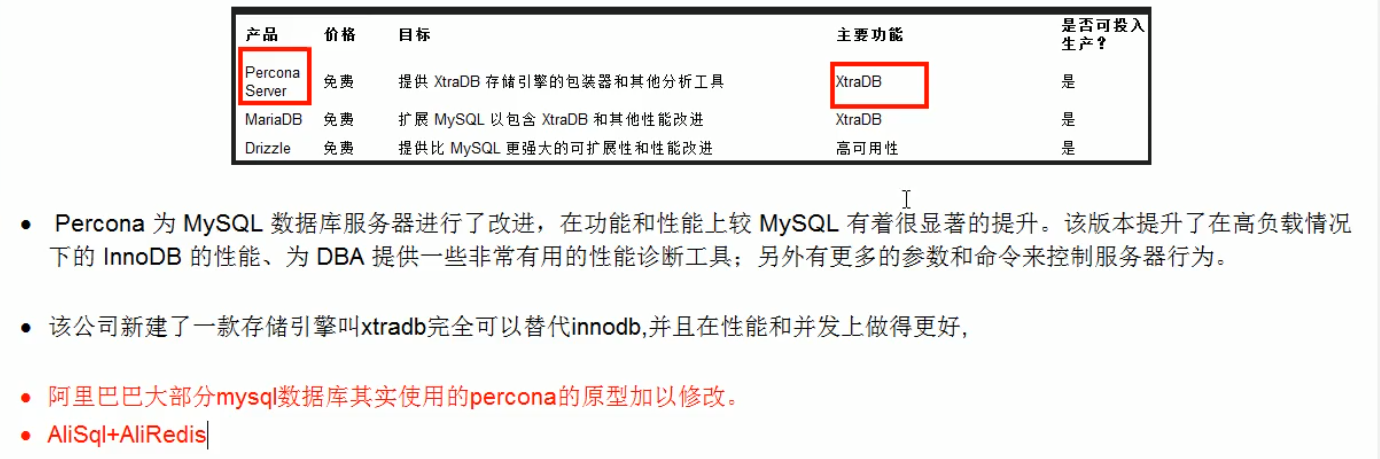 产品 价格 目标 主要功能 是否可投入
生产？
Percona
Server 免费 提供 XtraDB 存储引擎的包装器和其他分析工具 XtraDB 是
MariaDB 免费 扩展 MySQL 以包含 XtraDB 和其他性能改进 XtraDB 是
Drizzle 免费 提供比 MySQL 更强大的可扩展性和性能改进 高可用性 是
• Percona 为 MySQL 数据库服务器进行了改进，在功能和性能上较 MySQL 有着很显著的提升。该版本提升了在高负载情况
下的 InnoDB 的性能、为 DBA 提供一些非常有用的性能诊断工具；另外有更多的参数和命令来控制服务器行为。
• 该公司新建了一款存储引擎叫xtradb完全可以替代innodb,并且在性能和并发上做得更好,
• 阿里巴巴大部分mysql数据库其实使用的percona的原型加以修改。
• AliSql+AliRedis